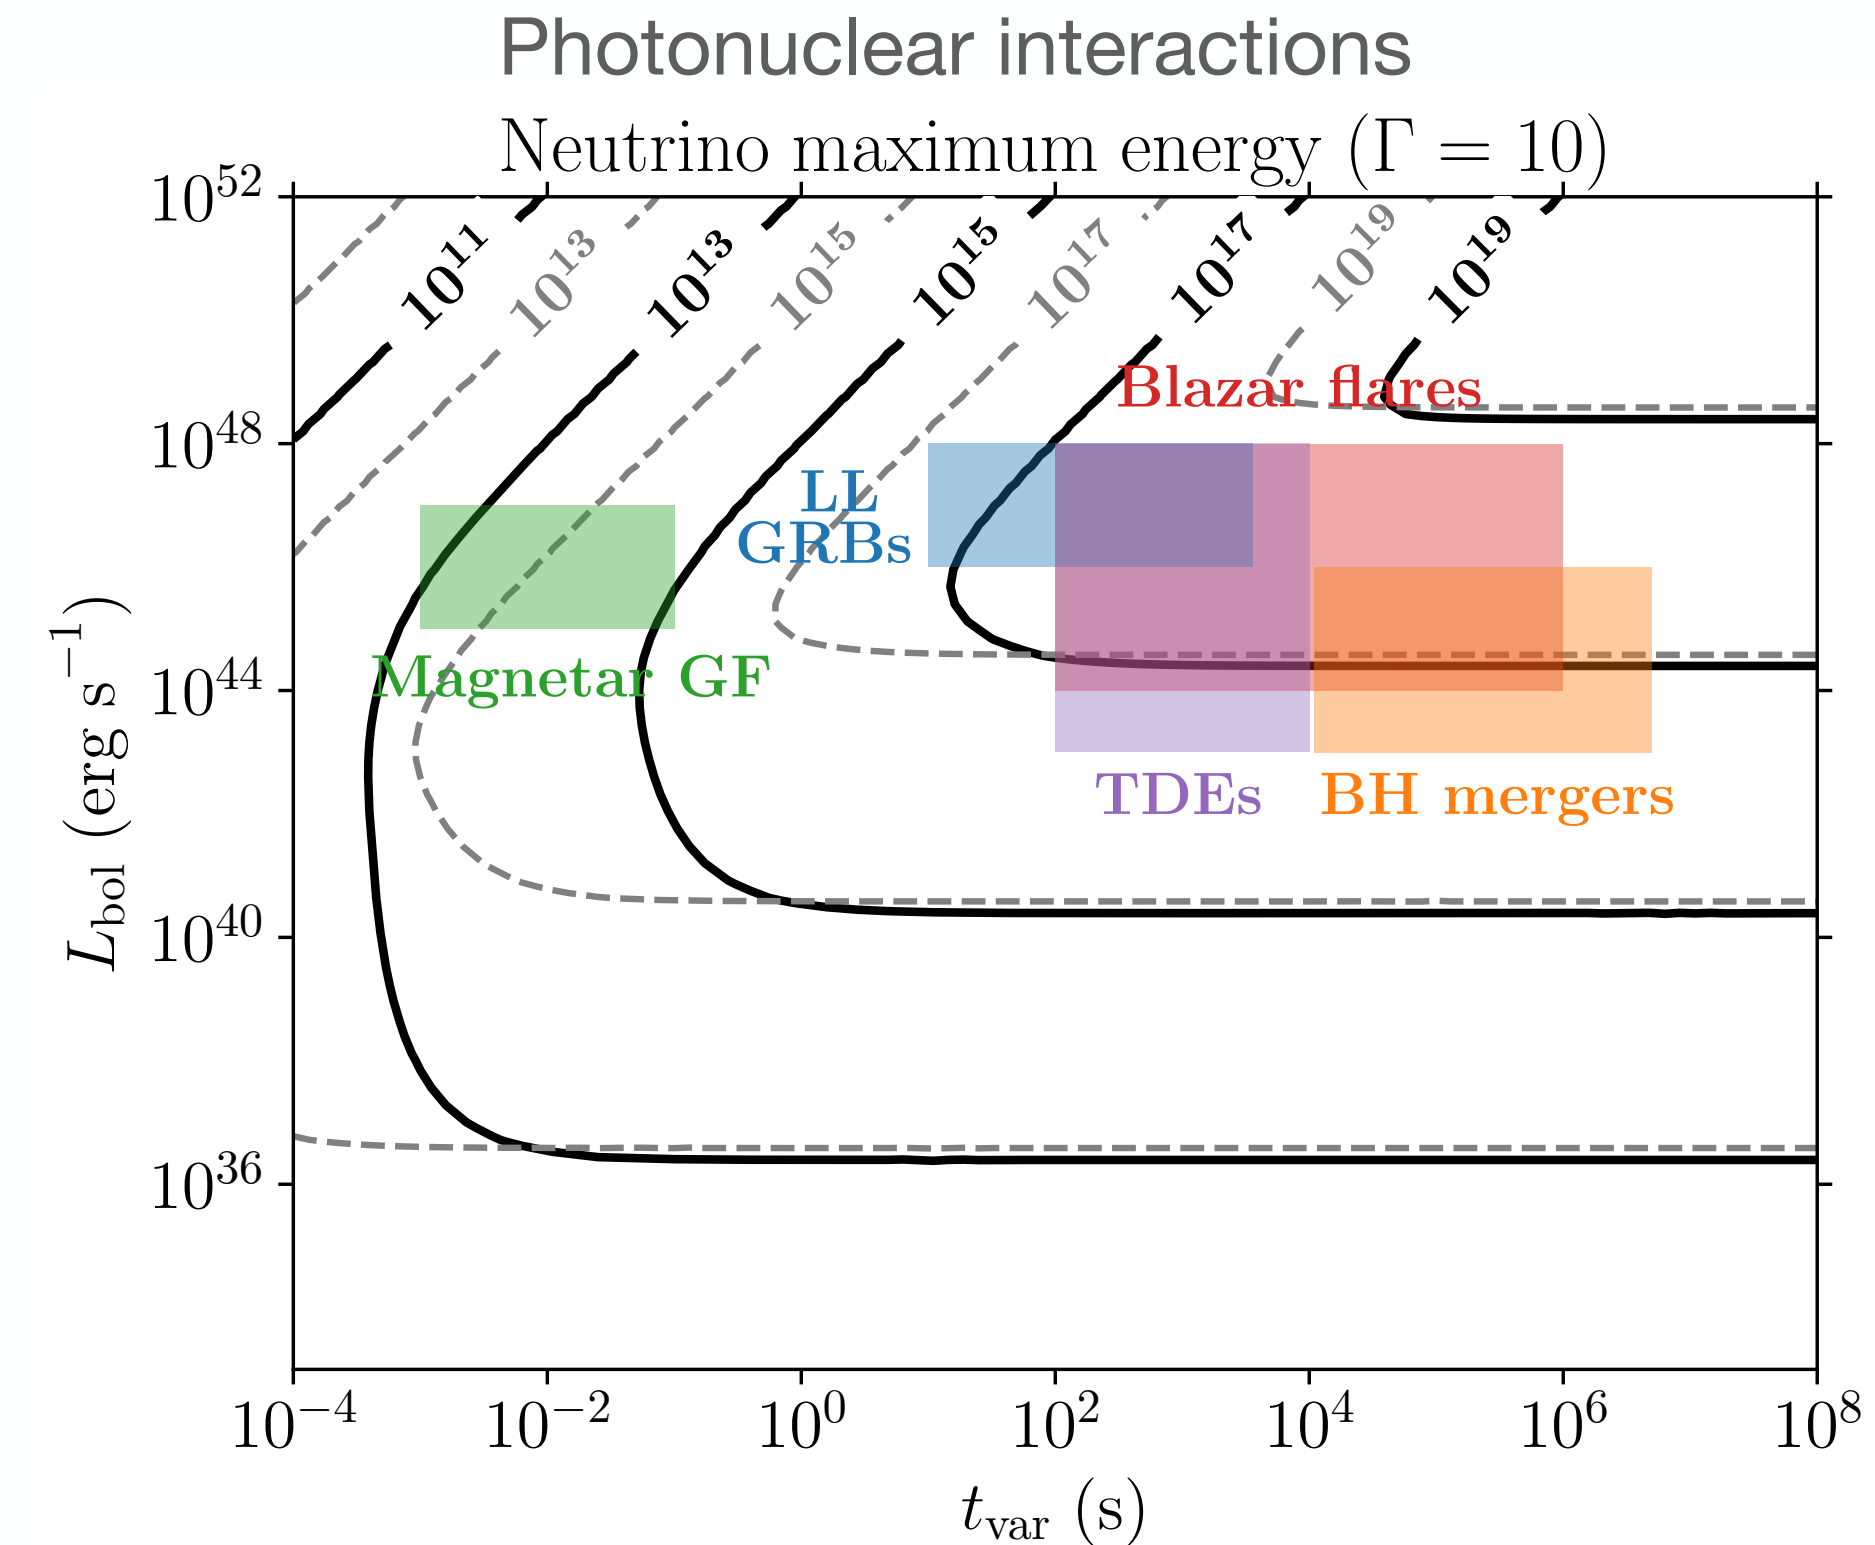 Photonuclear interactions
Neutrino maximum energy (Γ = 10)
10^52
10^48
10^44
10^40
10^36
L_bol (erg s^−1)
10^11
10^13
10^13
10^15
10^15
10^17
10^17
10^19
10^19
Blazar flares
LL
GRBs
Magnetar GF
TDEs
BH mergers
10^−4
10^−2
10^0
10^2
10^4
10^6
10^8
t_var (s)